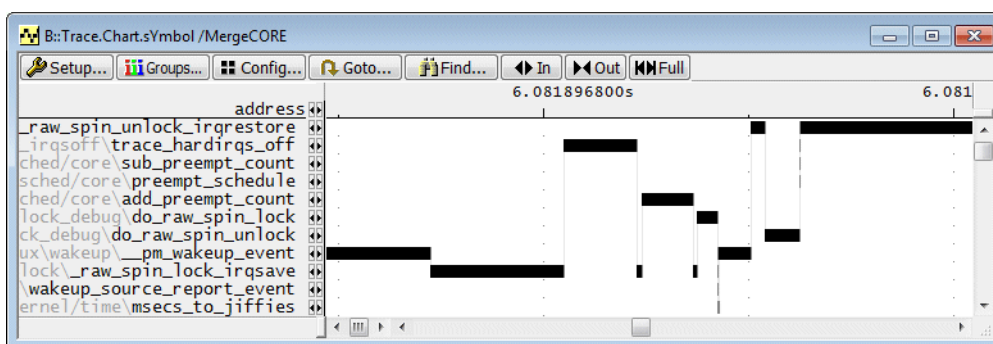 B::Trace.Chart.sYmbol /MergeCORE
Setup... Groups... Config... Goto... Find... In Out Full
6.081896800s 6.081
address
_raw_spin_unlock_irqrestore
_irqsoff\trace_hardirqs_off
ched/core\sub_preempt_count
sched/core\preempt_schedule
ched/core\add_preempt_count
lock_debug\do_raw_spin_lock
ck_debug\do_raw_spin_unlock
ux\wakeup\__pm_wakeup_event
lock\_raw_spin_lock_irqsave
\wakeup_source_report_event
ernel/time\msecs_to_jiffies